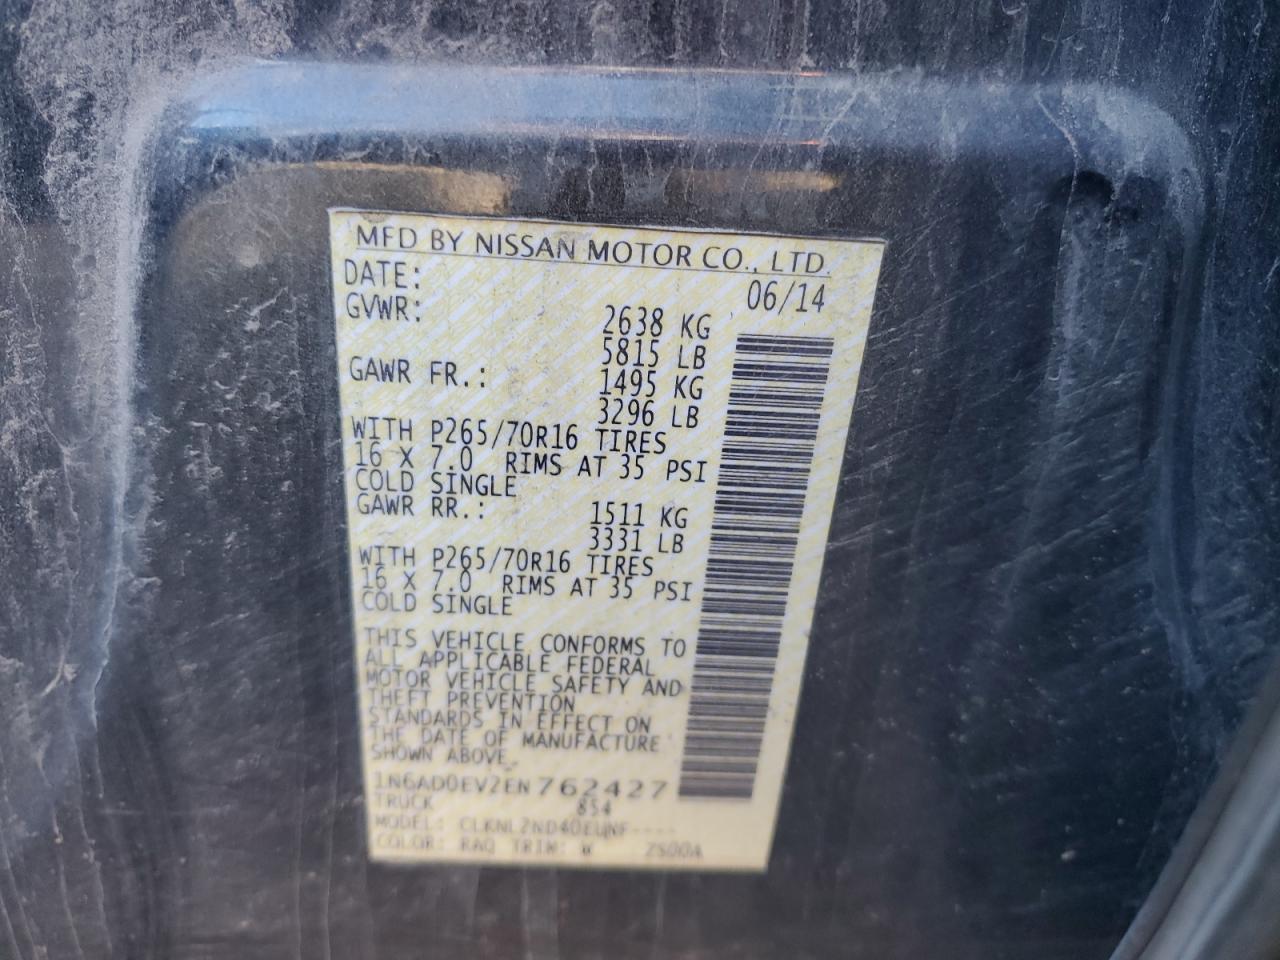 MFD BY NISSAN MOTOR CO., LTD.
DATE: 06/14
GVWR: 2638 KG
5815 LB
GAWR FR.: 1495 KG
3296 LB
WITH P265/70R16 TIRES
16 X 7.0 RIMS AT 35 PSI
COLD SINGLE
GAWR RR.: 1511 KG
3331 LB
WITH P265/70R16 TIRES
16 X 7.0 RIMS AT 35 PSI
COLD SINGLE
THIS VEHICLE CONFORMS TO
ALL APPLICABLE FEDERAL
MOTOR VEHICLE SAFETY AND
THEFT PREVENTION
STANDARDS IN EFFECT ON
THE DATE OF MANUFACTURE
SHOWN ABOVE.
1N6AD0EV2EN762427
TRUCK 854
MODEL:
COLOR: RAQ TRIM: W